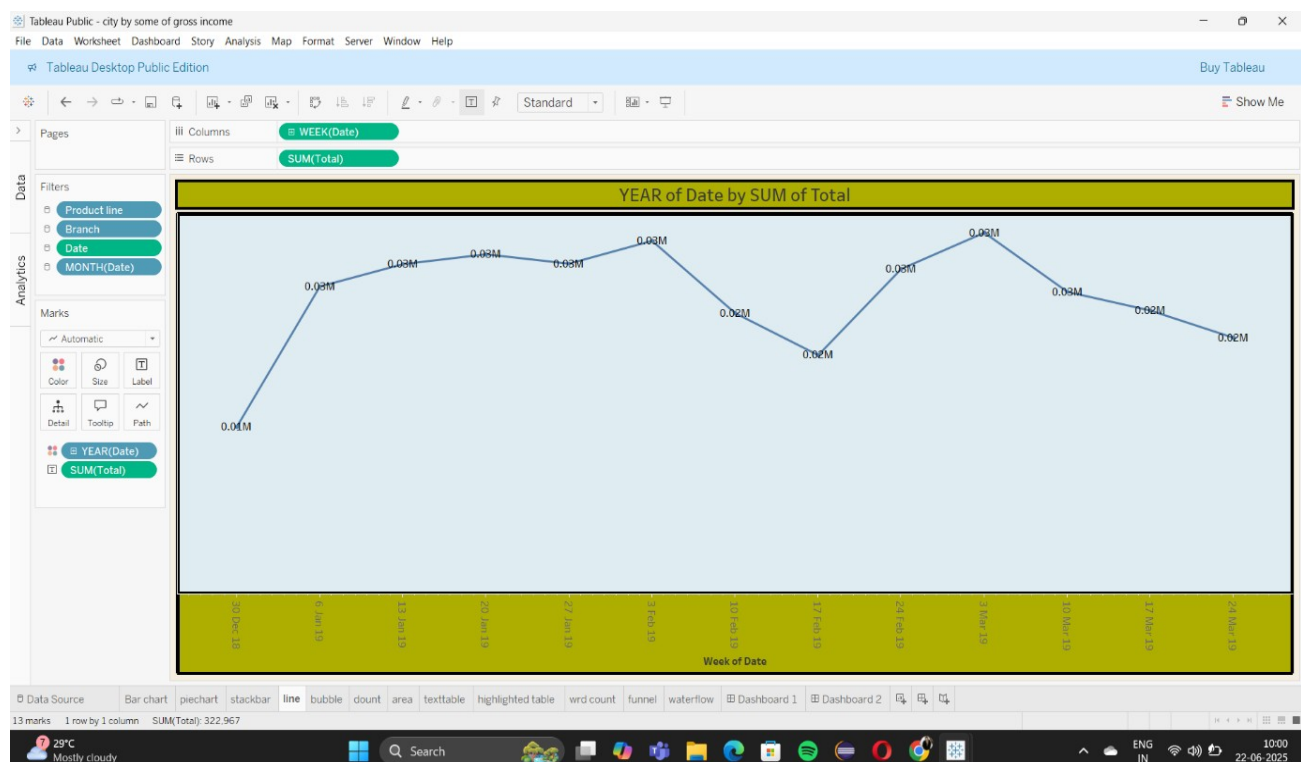 Tableau Public - city by some of gross income
File Data Worksheet Dashboard Story Analysis Map Format Server Window Help
Tableau Desktop Public Edition Buy Tableau
Standard Show Me
Pages
Columns WEEK(Date)
Rows SUM(Total)
Data
Analytics
Filters
Product line
Branch
Date
MONTH(Date)
Marks
Automatic
Color Size Label
Detail Tooltip Path
YEAR(Date)
SUM(Total)
YEAR of Date by SUM of Total
0.01M
0.03M
0.03M
0.03M
0.03M
0.03M
0.02M
0.02M
0.03M
0.03M
0.03M
0.02M
0.02M
30 Dec 18
6 Jan 19
13 Jan 19
20 Jan 19
27 Jan 19
3 Feb 19
10 Feb 19
17 Feb 19
24 Feb 19
3 Mar 19
10 Mar 19
17 Mar 19
24 Mar 19
Week of Date
Data Source Bar chart piechart stackbar line bubble dount area texttable highlighted table wrd count funnel waterflow Dashboard 1 Dashboard 2
13 marks 1 row by 1 column SUM(Total): 322,967
7 29°C
Mostly cloudy
Search
ENG
IN
10:00
22-06-2025